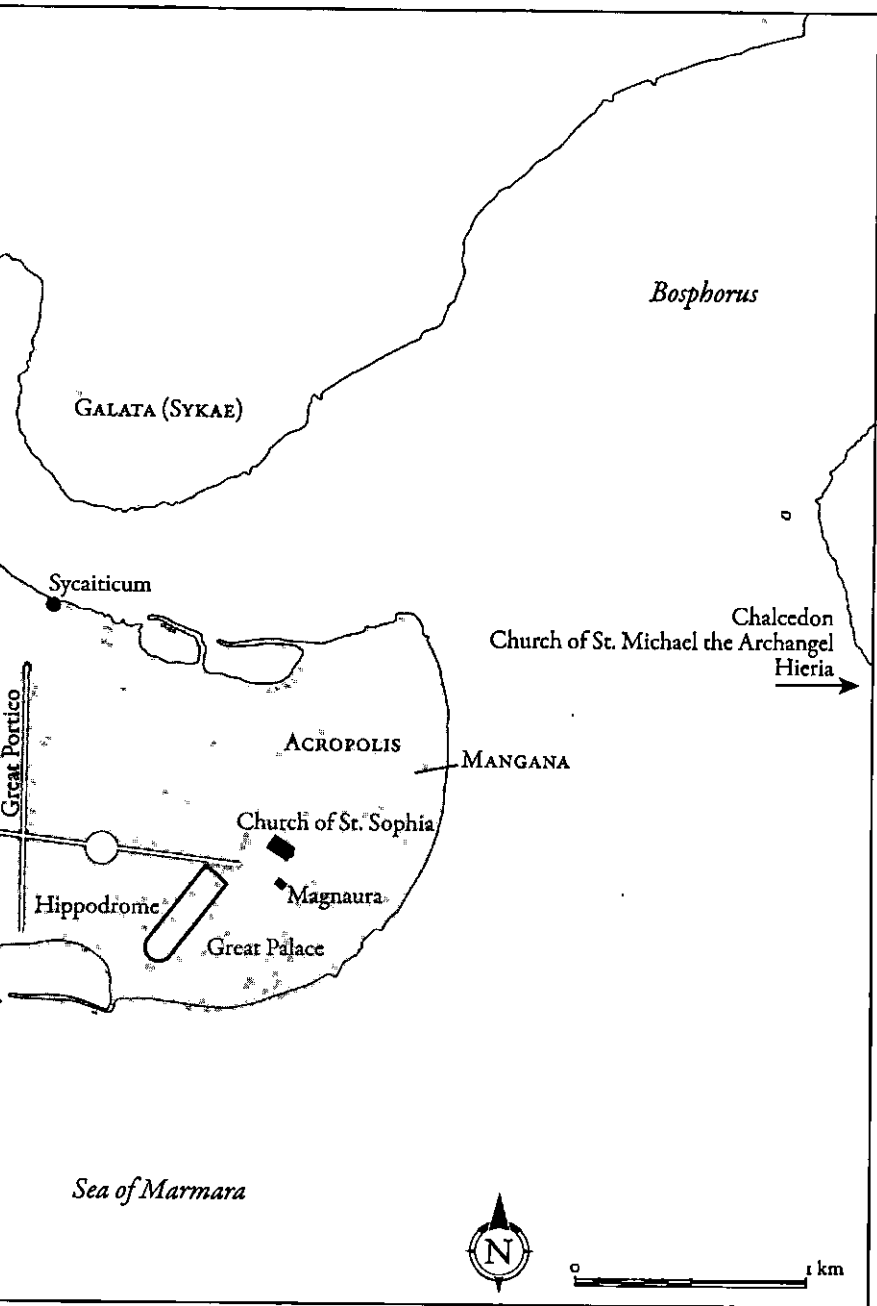 Bosphorus
GALATA (SYKAE)
Sycaiticum
Chalcedon
Church of St. Michael the Archangel
Hieria
Great Portico
ACROPOLIS
MANGANA
Church of St. Sophia
Magnaura
Hippodrome
Great Palace
Sea of Marmara
N
0
1 km